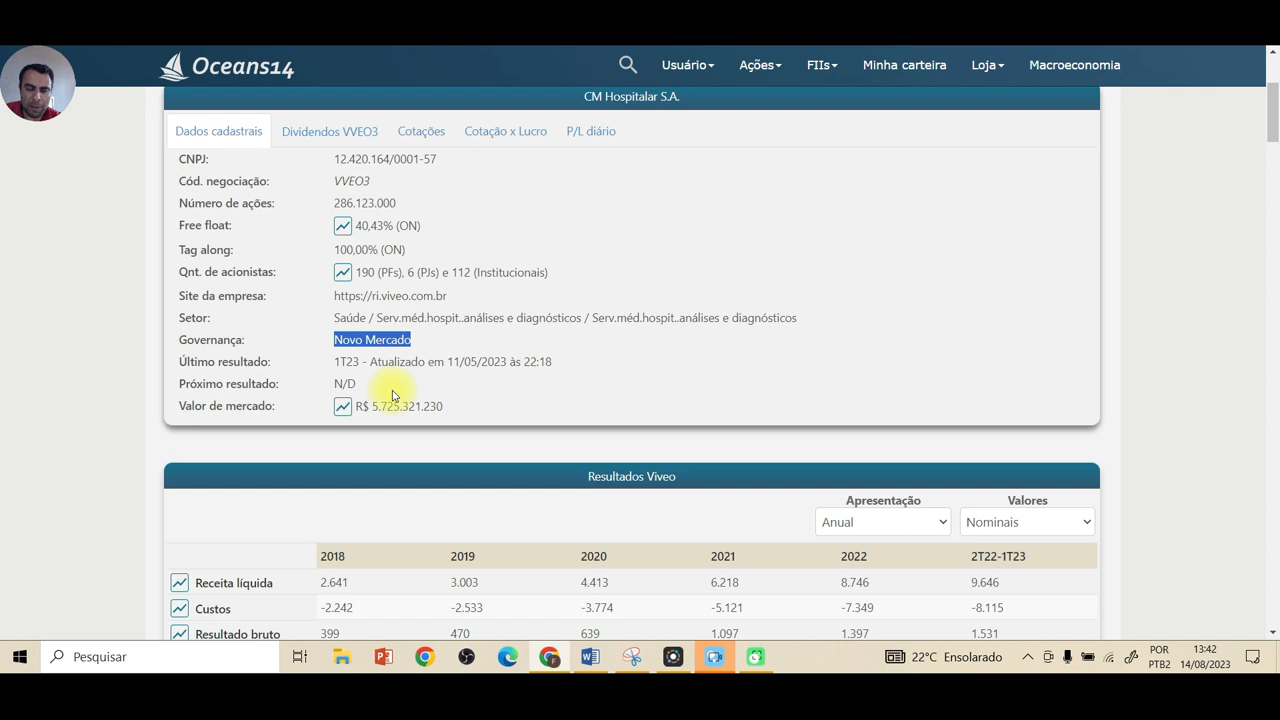 Oceans14
Usuário Ações FIIs Minha carteira Loja Macroeconomia
CM Hospitalar S.A.
Dados cadastrais Dividendos VVEO3 Cotações Cotação x Lucro P/L diário
CNPJ: 12.420.164/0001-57
Cód. negociação: VVEO3
Número de ações: 286.123.000
Free float: 40,43% (ON)
Tag along: 100,00% (ON)
Qnt. de acionistas: 190 (PFs), 6 (PJs) e 112 (Institucionais)
Site da empresa: https://ri.viveo.com.br
Setor: Saúde / Serv.méd.hospit..análises e diagnósticos / Serv.méd.hospit..análises e diagnósticos
Governança: Novo Mercado
Último resultado: 1T23 - Atualizado em 11/05/2023 às 22:18
Próximo resultado: N/D
Valor de mercado: R$ 5.725.321.230
Resultados Viveo
Apresentação Valores
Anual Nominais
2018 2019 2020 2021 2022 2T22-1T23
Receita líquida 2.641 3.003 4.413 6.218 8.746 9.646
Custos -2.242 -2.533 -3.774 -5.121 -7.349 -8.115
Resultado bruto 399 470 639 1.097 1.397 1.531
Pesquisar 22°C Ensolarado POR 13:42
PTB2 14/08/2023